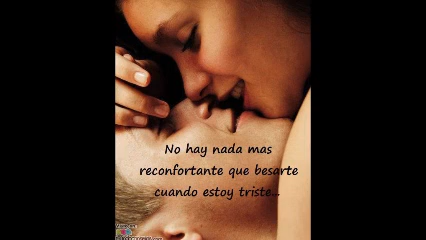 No hay nada mas
reconfortante que besarte
cuando estoy triste...